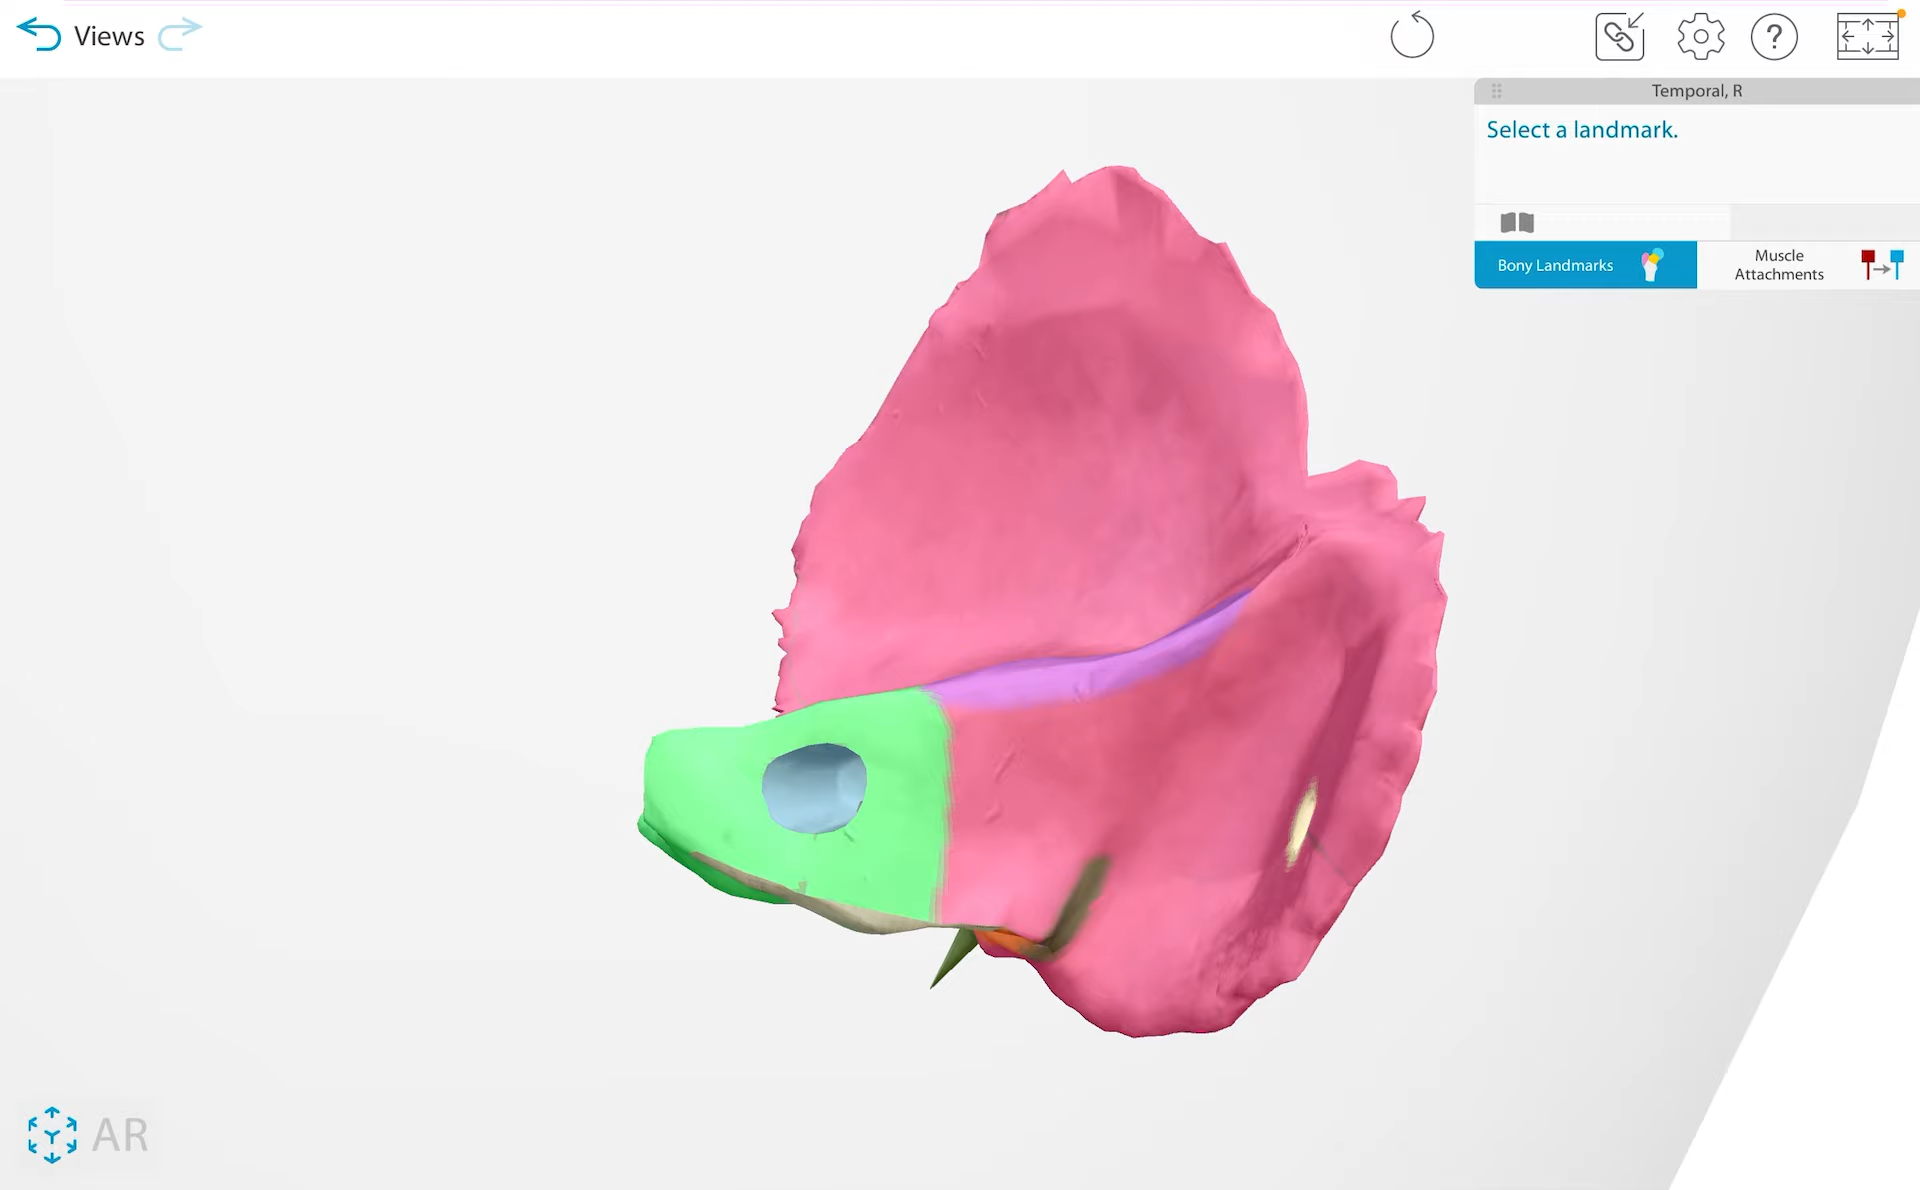 Views
?
Temporal, R
Select a landmark.
Bony Landmarks
Muscle
Attachments
AR